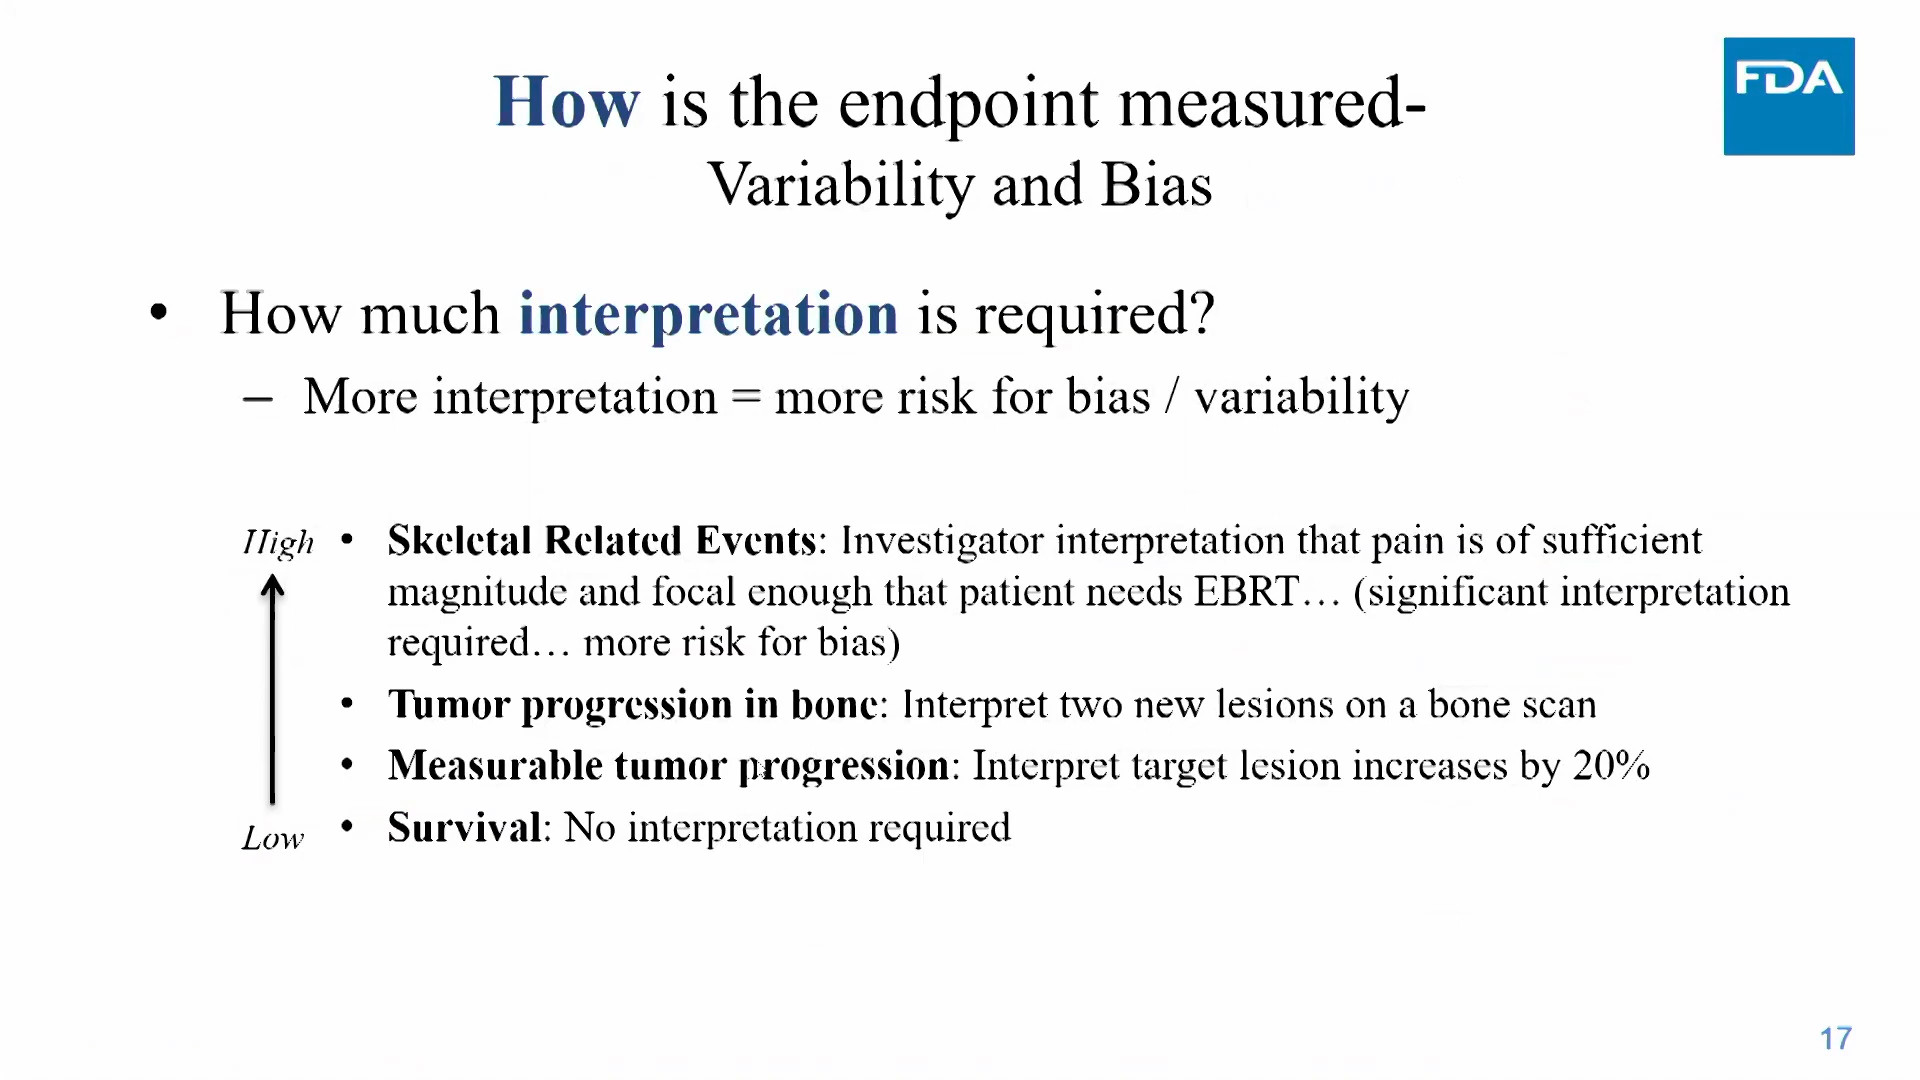 FDA
How is the endpoint measured-
Variability and Bias
• How much interpretation is required?
– More interpretation = more risk for bias / variability
High
• Skeletal Related Events: Investigator interpretation that pain is of sufficient
magnitude and focal enough that patient needs EBRT… (significant interpretation
required… more risk for bias)
• Tumor progression in bone: Interpret two new lesions on a bone scan
• Measurable tumor progression: Interpret target lesion increases by 20%
Low
• Survival: No interpretation required
17